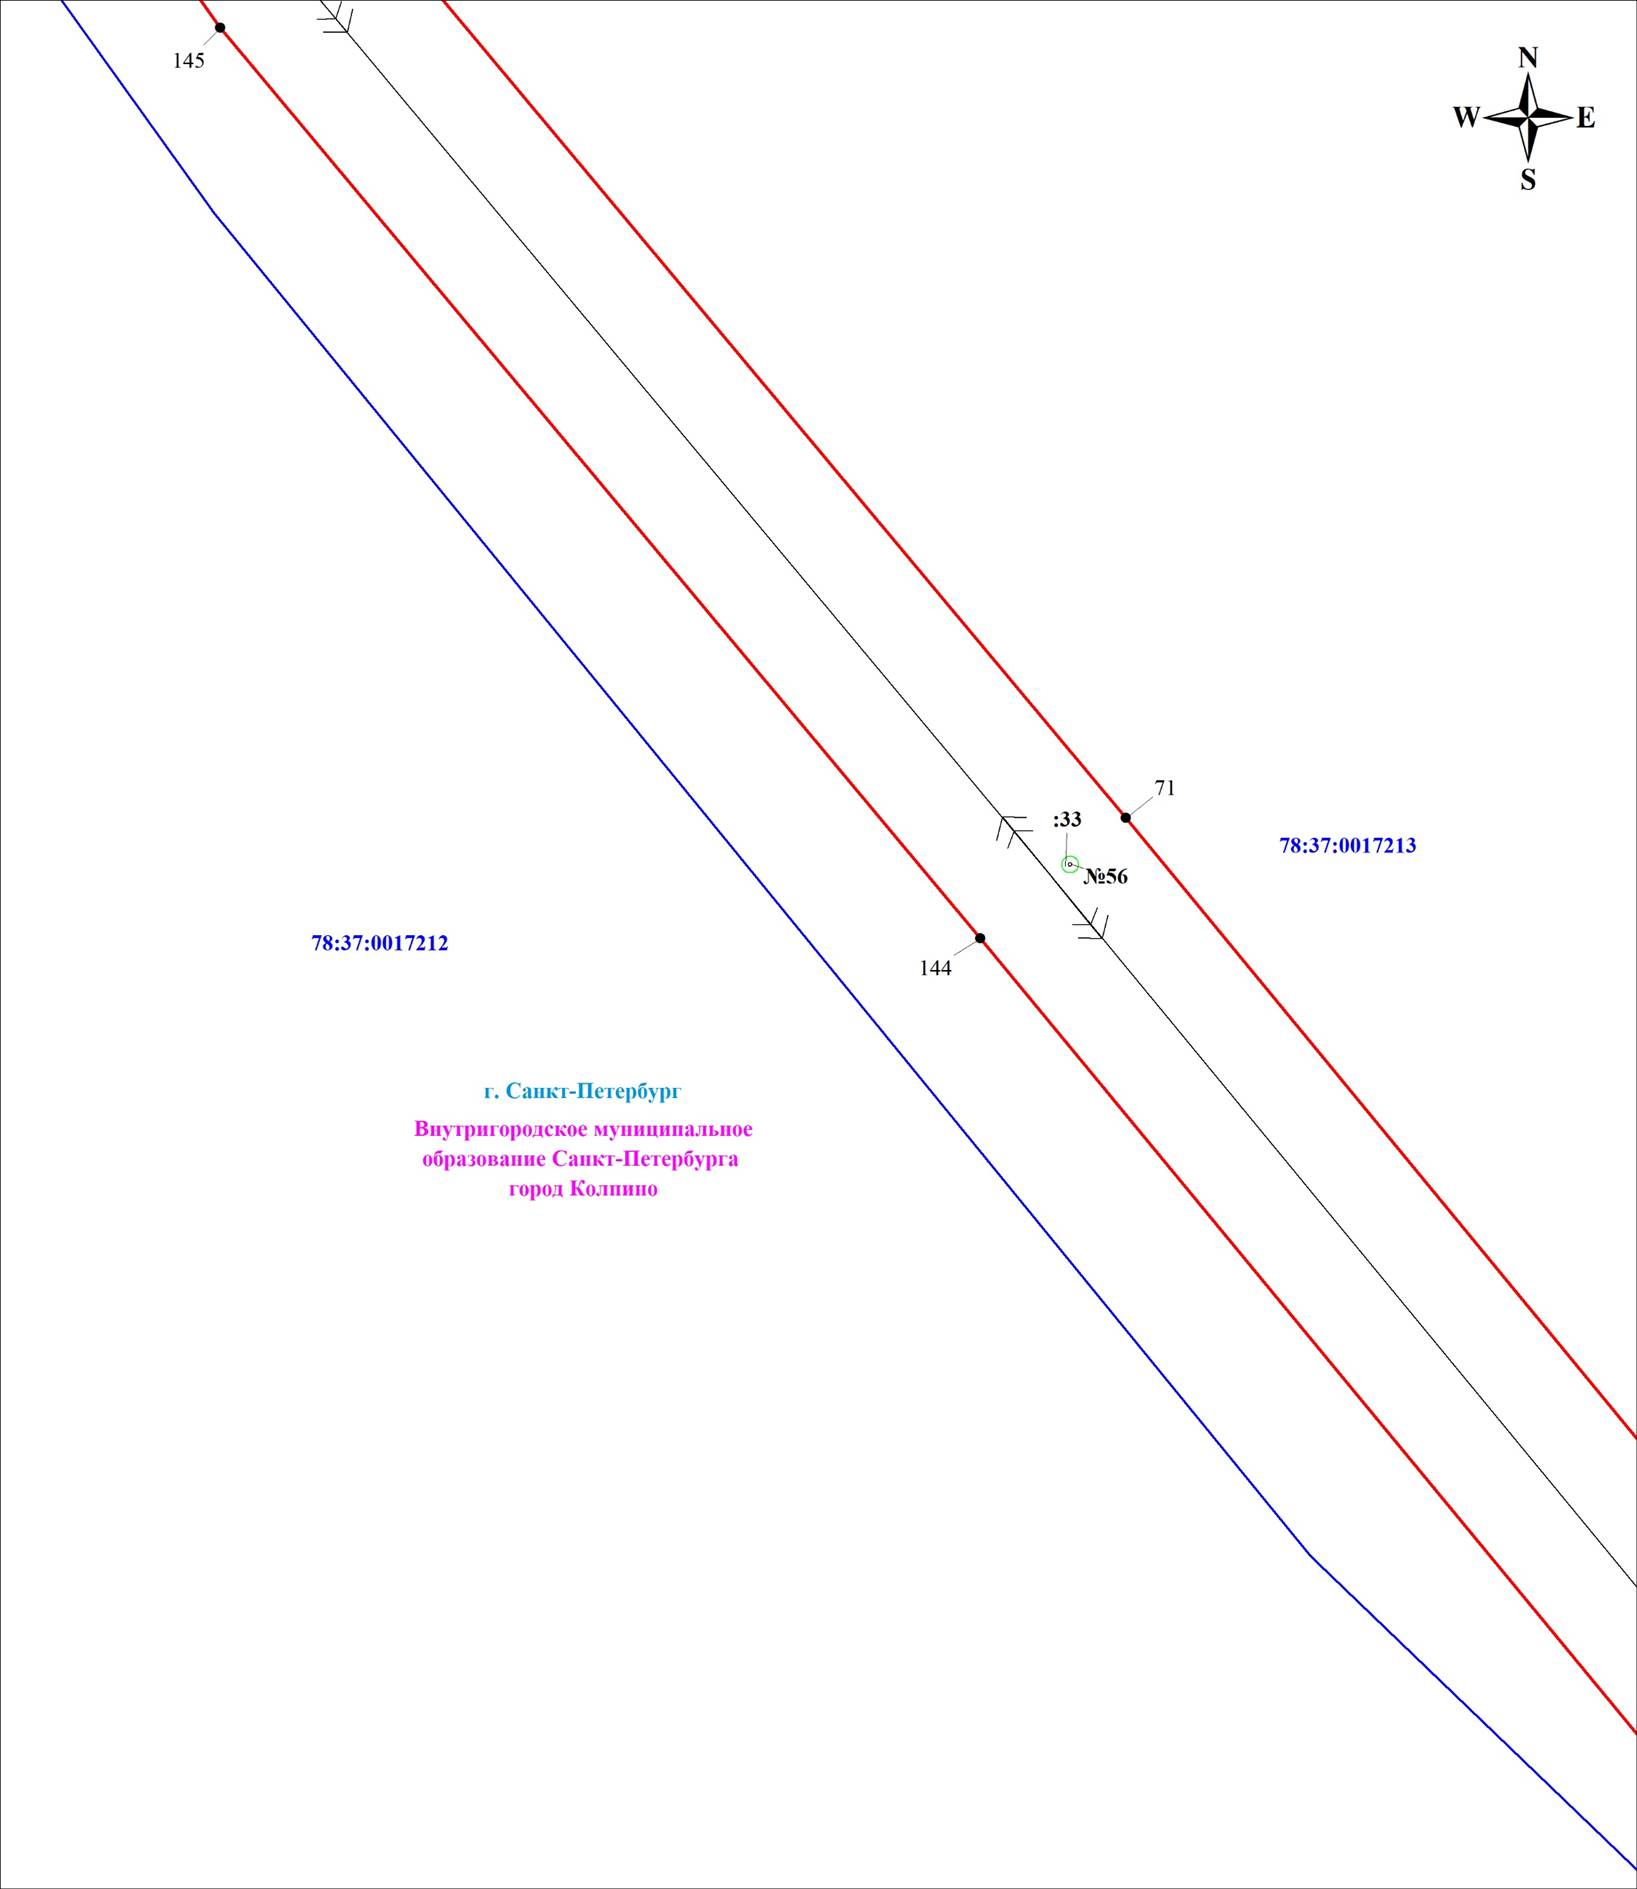 145
N
W E
S
71
:33
78:37:0017213
№56
78:37:0017212
144
г. Санкт-Петербург
Внутригородское муниципальное
образование Санкт-Петербурга
город Колпино